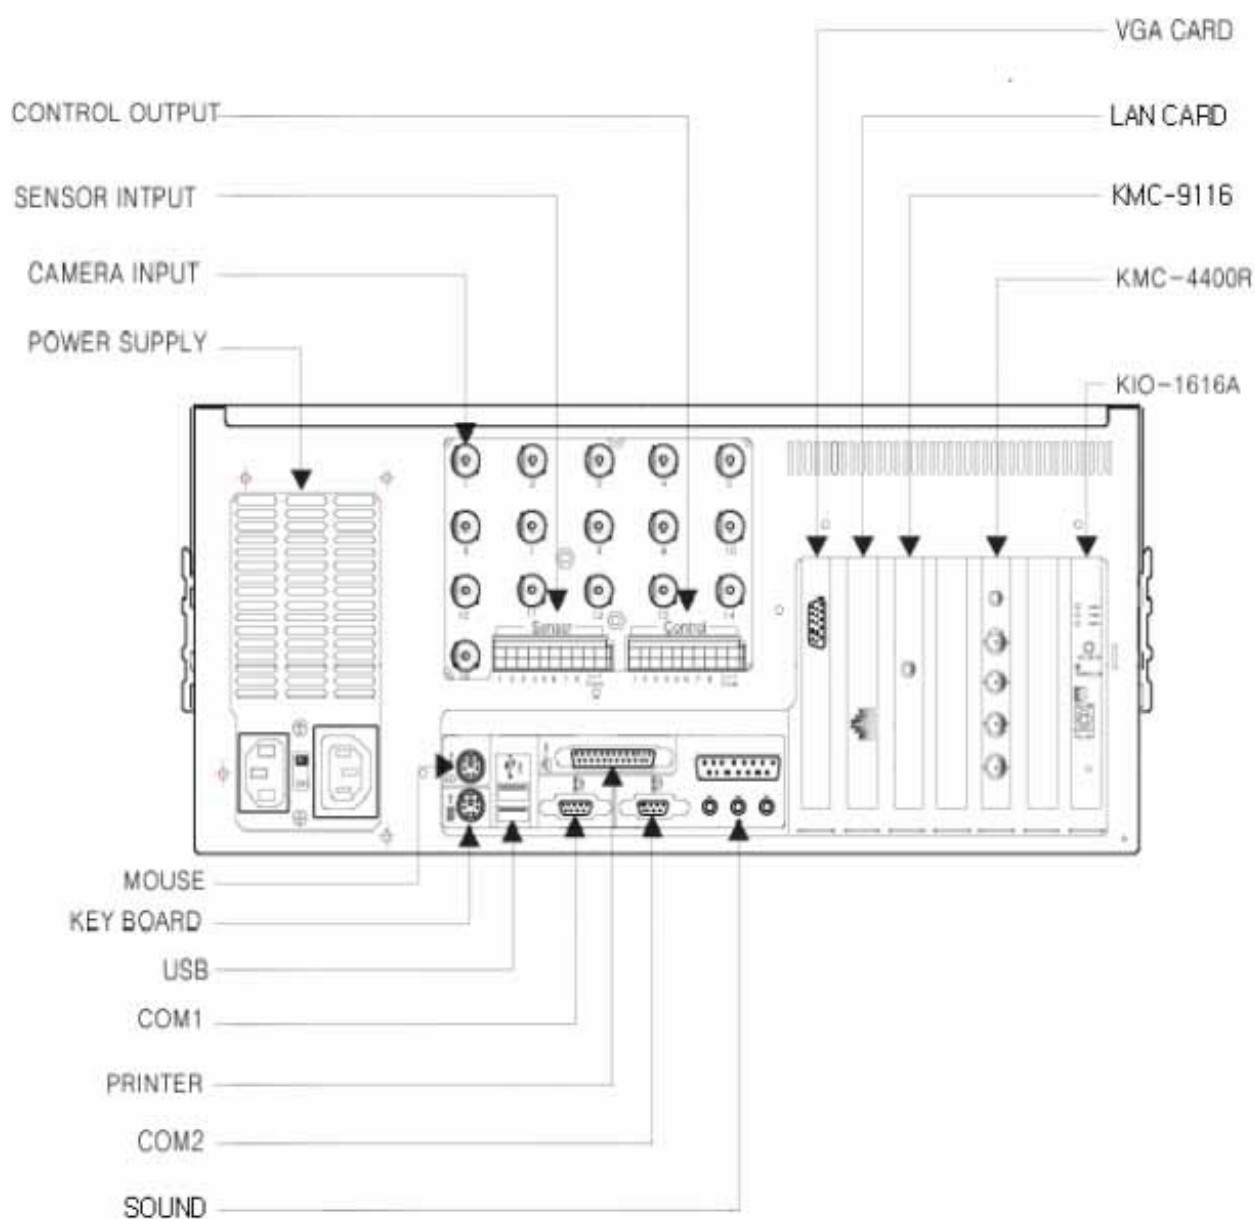 VGA CARD
CONTROL OUTPUT
LAN CARD
SENSOR INTPUT
KMC-9116
CAMERA INPUT
KMC-4400R
POWER SUPPLY
KIO-1616A
Sensor
Control
MOUSE
KEY BOARD
USB
COM1
PRINTER
COM2
SOUND